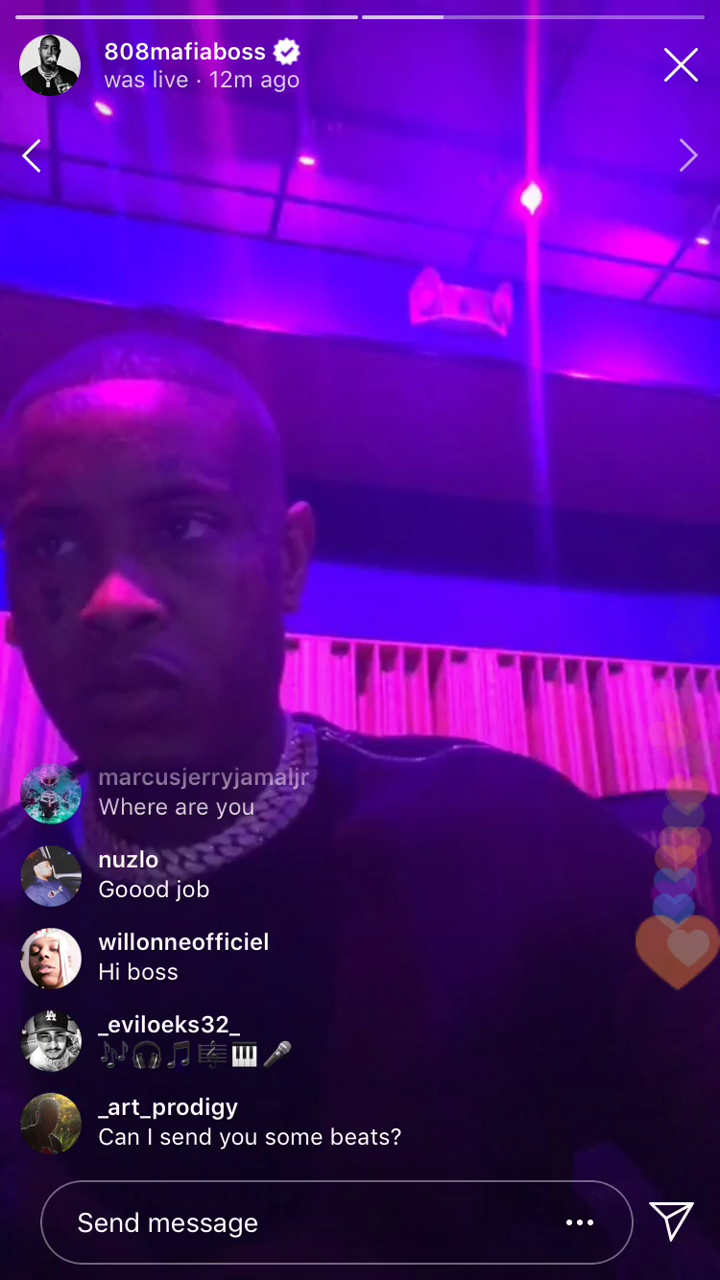 808mafiaboss
was live · 12m ago
marcusjerryjamaljr
Where are you
nuzlo
Goood job
willonneofficiel
Hi boss
_eviloeks32_
🎶🎧🎵🎼🎹🎤
_art_prodigy
Can I send you some beats?
Send message